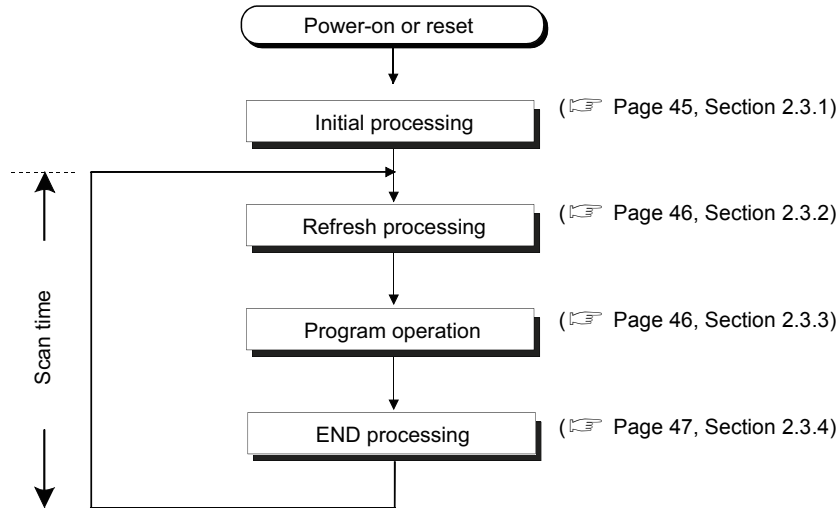 Power-on or reset
Initial processing
(☞ Page 45, Section 2.3.1)
Refresh processing
(☞ Page 46, Section 2.3.2)
Program operation
(☞ Page 46, Section 2.3.3)
END processing
(☞ Page 47, Section 2.3.4)
Scan time